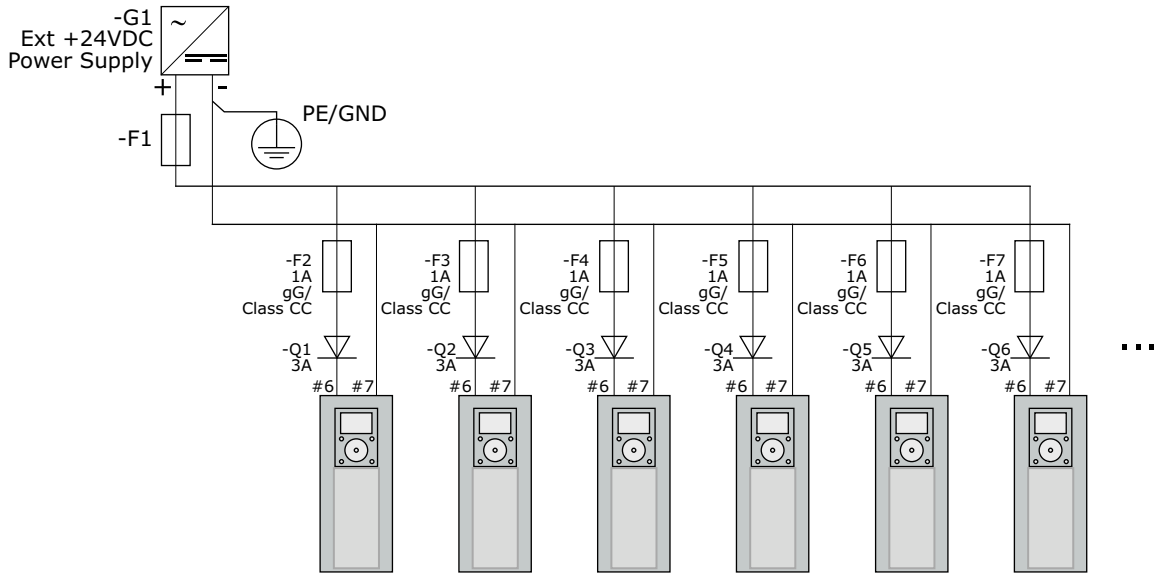 -G1
Ext +24VDC
Power Supply
+ -
PE/GND
-F1
-F2
1A
gG/
Class CC
-F3
1A
gG/
Class CC
-F4
1A
gG/
Class CC
-F5
1A
gG/
Class CC
-F6
1A
gG/
Class CC
-F7
1A
gG/
Class CC
-Q1
3A
-Q2
3A
-Q3
3A
-Q4
3A
-Q5
3A
-Q6
3A
...
#6 #7
#6 #7
#6 #7
#6 #7
#6 #7
#6 #7